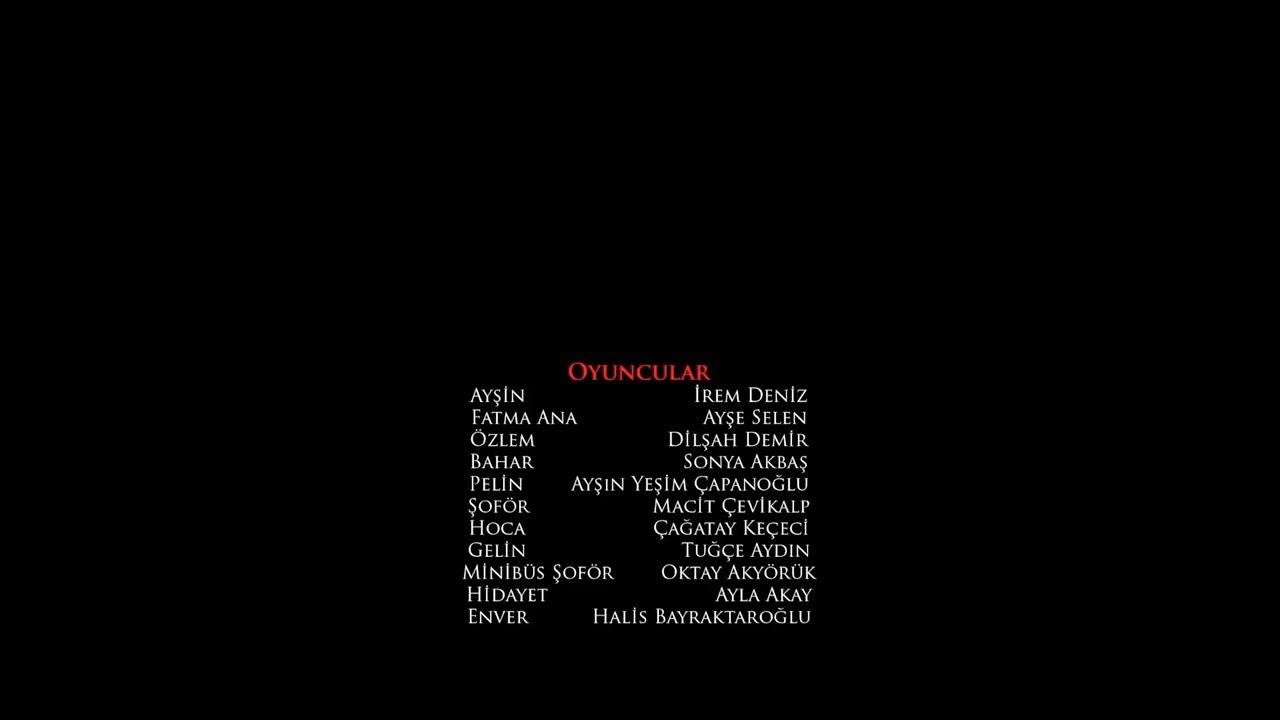 OYUNCULAR
AYŞİN İREM DENİZ
FATMA ANA AYŞE SELEN
ÖZLEM DİLŞAH DEMİR
BAHAR SONYA AKBAŞ
PELİN AYŞIN YEŞİM ÇAPANOĞLU
ŞOFÖR MACİT ÇEVİKALP
HOCA ÇAĞATAY KEÇECİ
GELİN TUĞÇE AYDIN
MİNİBÜS ŞOFÖR OKTAY AKYÖRÜK
HİDAYET AYLA AKAY
ENVER HALİS BAYRAKTAROĞLU